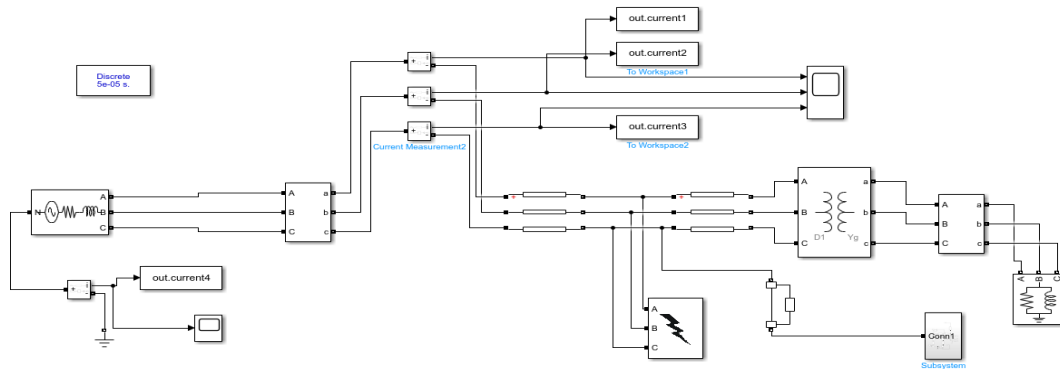 out.current1
out.current2
To Workspace1
Discrete
5e-05 s.
+ i -
+ i -
+ i -
out.current3
Current Measurement2
To Workspace2
N A B C
A B C a b c
A B C a b c
D1 Yg
A B C a b c
A B C
out.current4
+ i -
A
B
C
Conn1
Subsystem